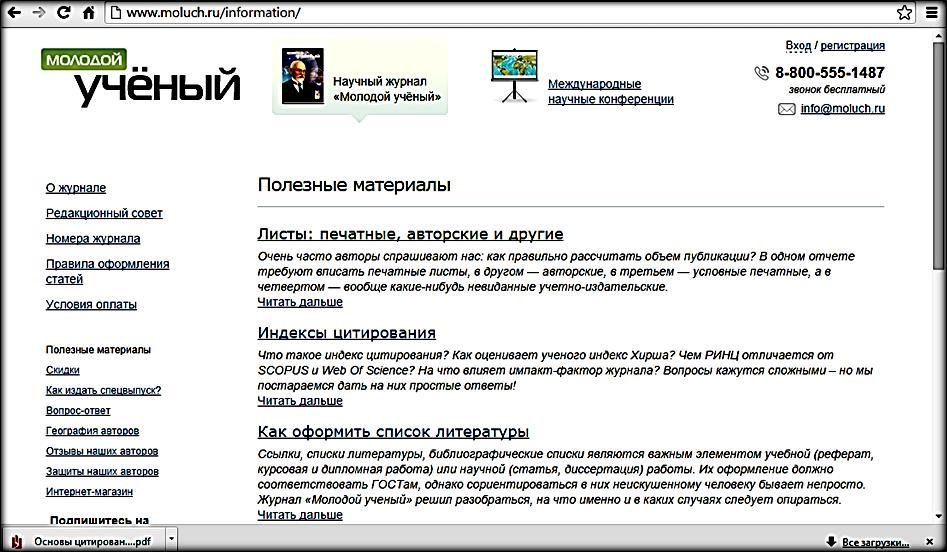 www.moluch.ru/information/
МОЛОДОЙ
учёный
Научный журнал
«Молодой учёный»
Международные
научные конференции
Вход / регистрация
8-800-555-1487
звонок бесплатный
info@moluch.ru
О журнале
Редакционный совет
Номера журнала
Правила оформления
статей
Условия оплаты
Полезные материалы
Скидки
Как издать спецвыпуск?
Вопрос-ответ
География авторов
Отзывы наших авторов
Защиты наших авторов
Интернет-магазин
Подпишитесь на
Полезные материалы
Листы: печатные, авторские и другие
Очень часто авторы спрашивают нас: как правильно рассчитать объем публикации? В одном отчете
требуют вписать печатные листы, в другом — авторские, в третьем — условные печатные, а в
четвертом — вообще какие-нибудь невиданные учетно-издательские.
Читать дальше
Индексы цитирования
Что такое индекс цитирования? Как оценивает ученого индекс Хирша? Чем РИНЦ отличается от
SCOPUS и Web Of Science? На что влияет импакт-фактор журнала? Вопросы кажутся сложными – но мы
постараемся дать на них простые ответы!
Читать дальше
Как оформить список литературы
Ссылки, списки литературы, библиографические списки являются важным элементом учебной (реферат,
курсовая и дипломная работа) или научной (статья, диссертация) работы. Их оформление должно
соответствовать ГОСТам, однако сориентироваться в них неискушенному человеку бывает непросто.
Журнал «Молодой ученый» решил разобраться, на что именно и в каких случаях следует опираться.
Читать дальше
Основы цитирован....pdf
Все загрузки...